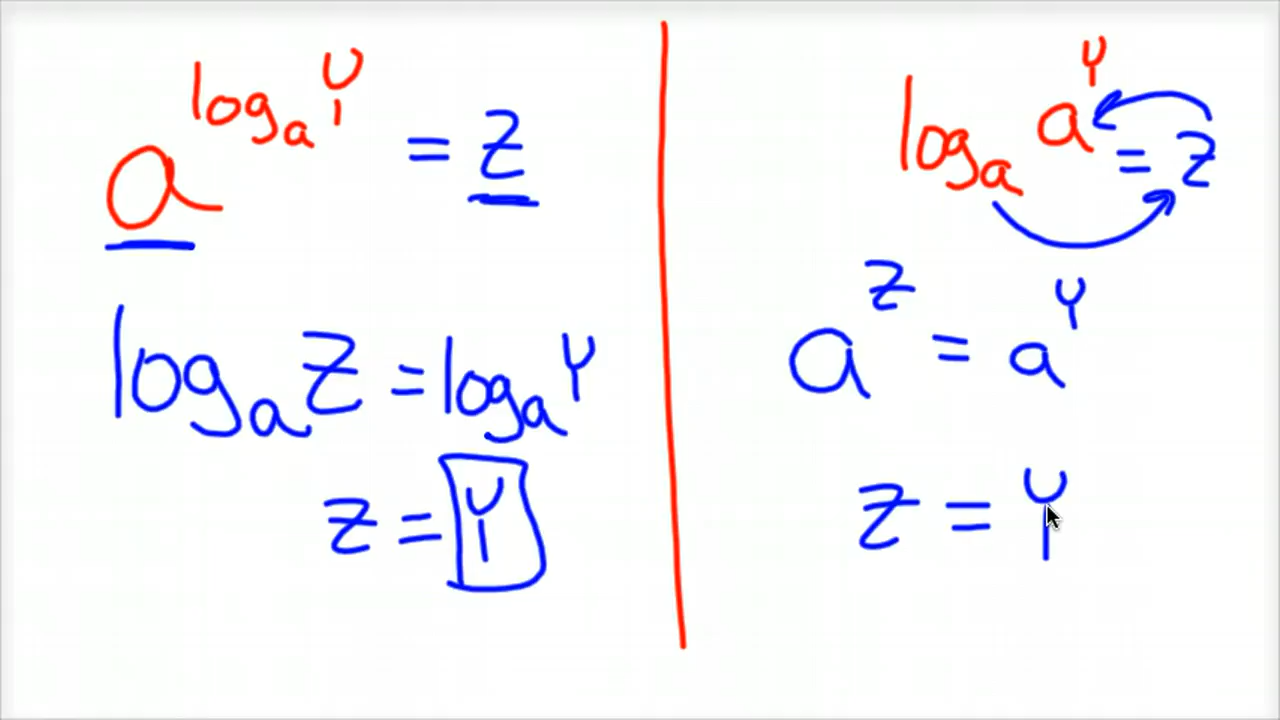 a^{log_a Y} = z
log_a z = log_a Y
z = Y
log_a a^Y = z
a^z = a^Y
z = Y